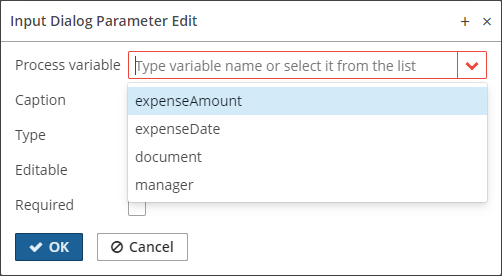 Input Dialog Parameter Edit + ×
Process variable Type variable name or select it from the list
Caption
expenseAmount
expenseDate
Type
document
Editable
manager
Required
OK Cancel